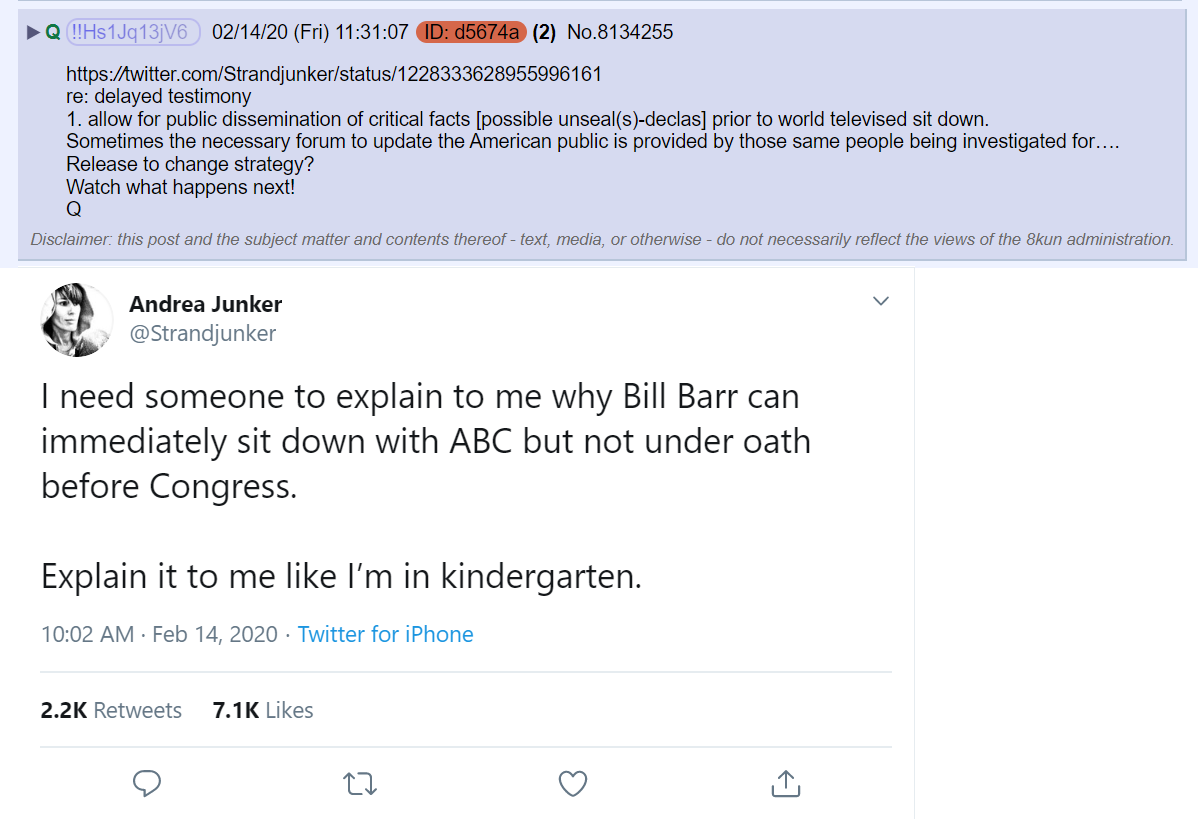 ▶ Q !!Hs1Jq13jV6 02/14/20 (Fri) 11:31:07 ID: d5674a (2) No.8134255
https://twitter.com/Strandjunker/status/1228333628955996161
re: delayed testimony
1. allow for public dissemination of critical facts [possible unseal(s)-declas] prior to world televised sit down.
Sometimes the necessary forum to update the American public is provided by those same people being investigated for….
Release to change strategy?
Watch what happens next!
Q
Disclaimer: this post and the subject matter and contents thereof - text, media, or otherwise - do not necessarily reflect the views of the 8kun administration.
Andrea Junker
@Strandjunker
I need someone to explain to me why Bill Barr can
immediately sit down with ABC but not under oath
before Congress.
Explain it to me like I’m in kindergarten.
10:02 AM · Feb 14, 2020 · Twitter for iPhone
2.2K Retweets 7.1K Likes